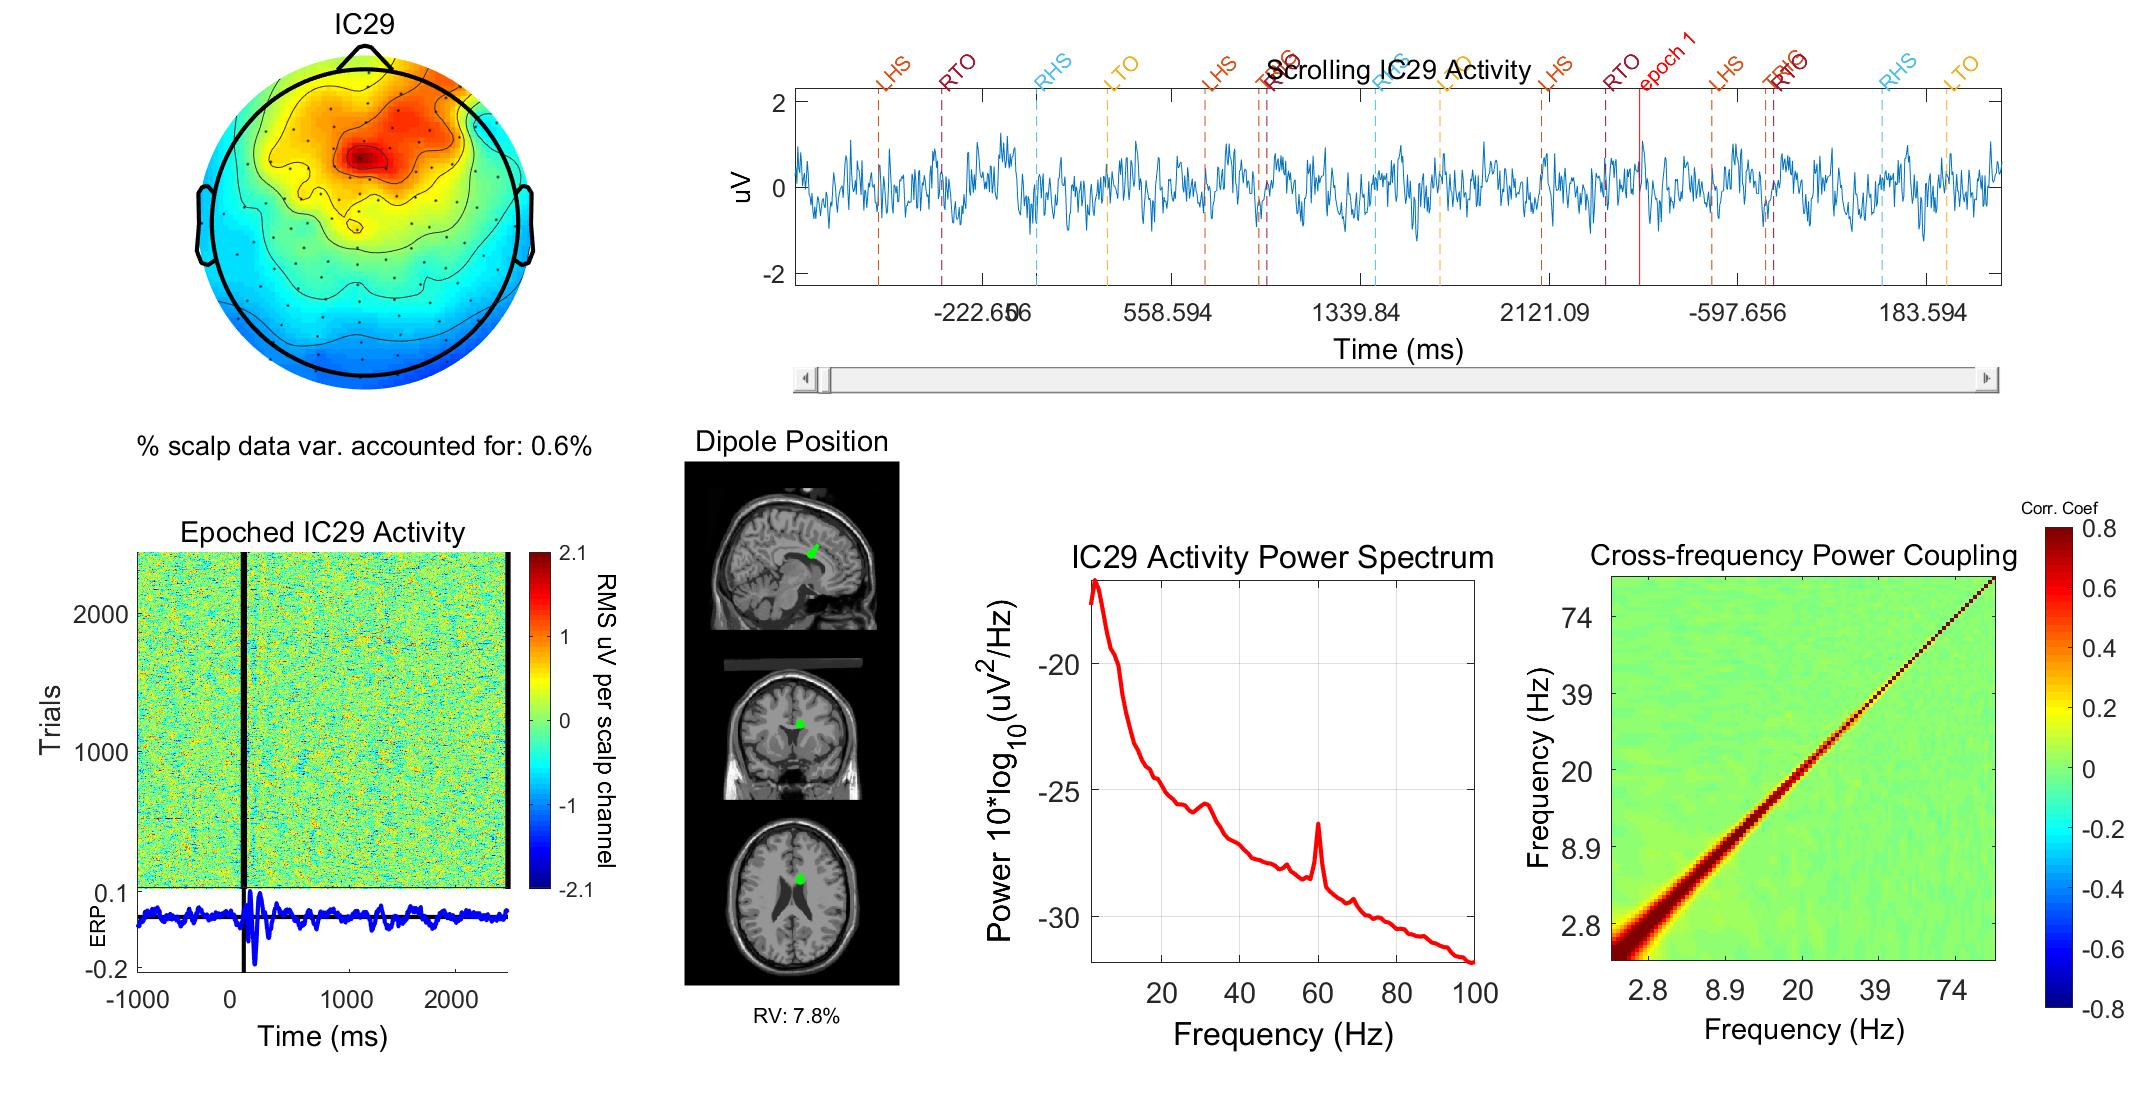 IC29
% scalp data var. accounted for: 0.6%
LHS
RTO
RHS
LTO
LHS
RTO
RHS
LTO
LHS
RTO
epoch 1
LHS
RTO
RHS
LTO
Scrolling IC29 Activity
uV
2
0
-2
-222.656
0
558.594
1339.84
2121.09
-597.656
183.594
Time (ms)
Epoched IC29 Activity
Trials
2000
1000
2.1
1
0
-1
-2.1
RMS uV per scalp channel
ERP
0.1
-0.2
-1000
0
1000
2000
Time (ms)
Dipole Position
RV: 7.8%
IC29 Activity Power Spectrum
Power 10*log10(uV2/Hz)
-20
-25
-30
20
40
60
80
100
Frequency (Hz)
Cross-frequency Power Coupling
Frequency (Hz)
74
39
20
8.9
2.8
2.8
8.9
20
39
74
Frequency (Hz)
Corr. Coef
0.8
0.6
0.4
0.2
0
-0.2
-0.4
-0.6
-0.8